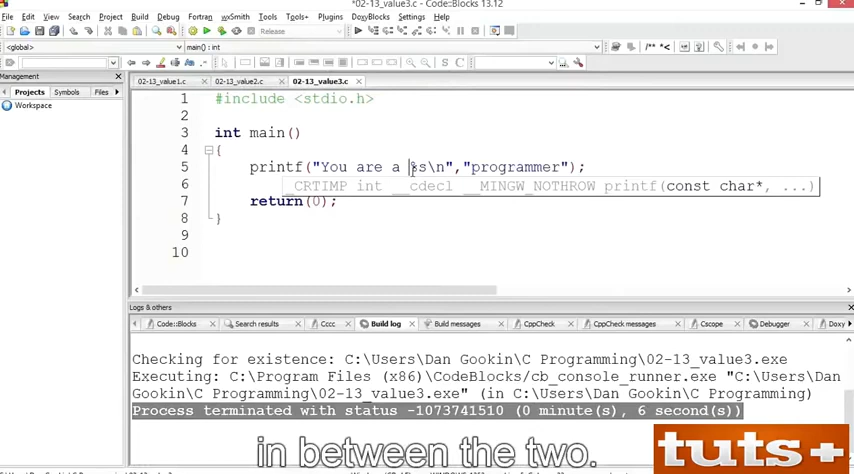 *02-13_value3.c - Code::Blocks 13.12
File Edit View Search Project Build Debug Fortran wxSmith Tools Tools+ Plugins DoxyBlocks Settings Help
Release
<global> main() : int
/** *<
Management
Projects Symbols Files
Workspace
02-13_value1.c 02-13_value2.c 02-13_value3.c
1 #include <stdio.h>
2
3 int main()
4 {
5 printf("You are a %s\n","programmer");
_CRTIMP int __cdecl __MINGW_NOTHROW printf(const char*, ...)
6
7 return(0);
8 }
9
10
Logs & others
Code::Blocks Search results Cccc Build log Build messages CppCheck CppCheck messages Cscope Debugger Doxy
Checking for existence: C:\Users\Dan Gookin\C Programming\02-13_value3.exe
Executing: C:\Program Files (x86)\CodeBlocks/cb_console_runner.exe "C:\Users\Dan
Gookin\C Programming\02-13_value3.exe" (in C:\Users\Dan Gookin\C Programming)
Process terminated with status -1073741510 (0 minute(s), 6 second(s))
in between the two.
tuts+